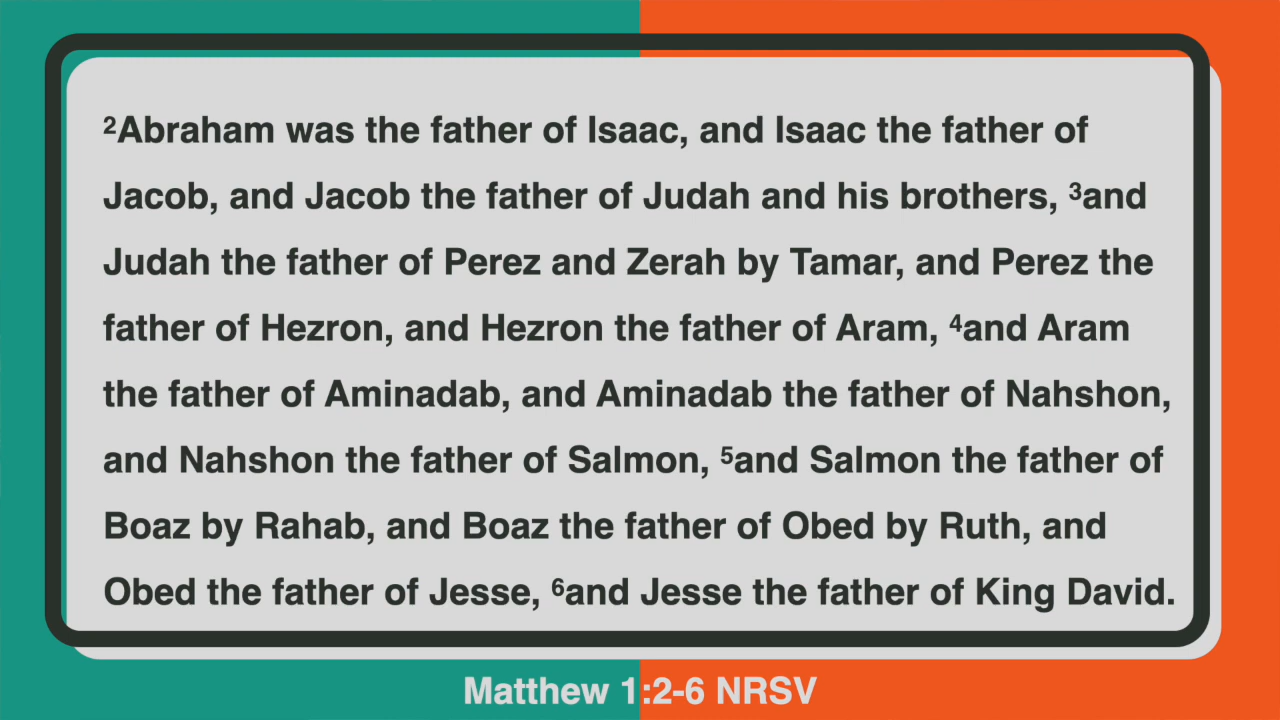 ²Abraham was the father of Isaac, and Isaac the father of
Jacob, and Jacob the father of Judah and his brothers, ³and
Judah the father of Perez and Zerah by Tamar, and Perez the
father of Hezron, and Hezron the father of Aram, ⁴and Aram
the father of Aminadab, and Aminadab the father of Nahshon,
and Nahshon the father of Salmon, ⁵and Salmon the father of
Boaz by Rahab, and Boaz the father of Obed by Ruth, and
Obed the father of Jesse, ⁶and Jesse the father of King David.
Matthew 1:2-6 NRSV